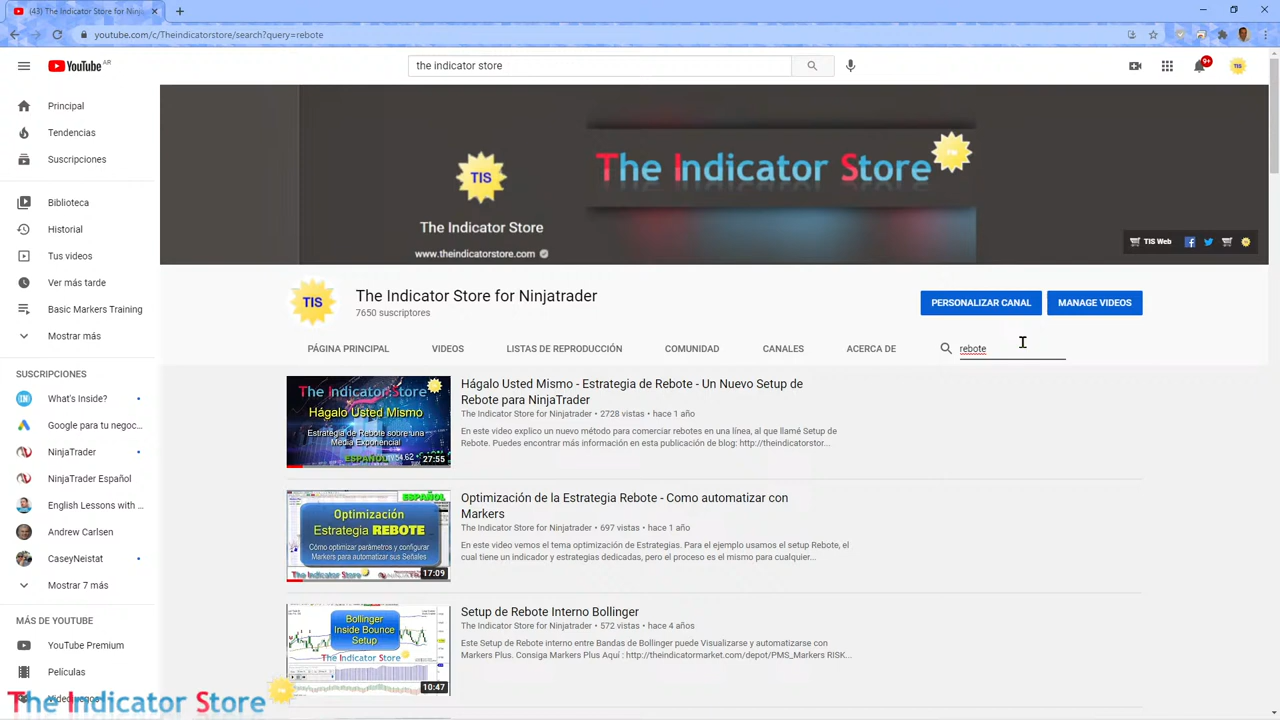 (43) The Indicator Store for Ninj
youtube.com/c/Theindicatorstore/search?query=rebote
YouTube AR
the indicator store
9+
TIS
Principal
Tendencias
Suscripciones
Biblioteca
Historial
Tus videos
Ver más tarde
Basic Markers Training
Mostrar más
SUSCRIPCIONES
What's Inside?
Google para tu negoc...
NinjaTrader
NinjaTrader Español
English Lessons with ...
Andrew Carlsen
CaseyNeistat
Mostrar 7 más
MÁS DE YOUTUBE
YouTube Premium
Películas
TIS
The Indicator Store
www.theindicatorstore.com
The Indicator Store
TIS Web
TIS
The Indicator Store for Ninjatrader
7650 suscriptores
PERSONALIZAR CANAL
MANAGE VIDEOS
PÁGINA PRINCIPAL
VIDEOS
LISTAS DE REPRODUCCIÓN
COMUNIDAD
CANALES
ACERCA DE
rebote
The Indicator Store
Hágalo Usted Mismo
Estrategia de Rebote sobre una
Media Exponencial
ESPAÑOL
27:55
Hágalo Usted Mismo - Estrategia de Rebote - Un Nuevo Setup de
Rebote para NinjaTrader
The Indicator Store for Ninjatrader • 2728 vistas • hace 1 año
En este video explico un nuevo método para comerciar rebotes en una línea, al que llamé Setup de
Rebote. Puedes encontrar más información en esta publicación de blog: http://theindicatorstor...
ESPAÑOL
Optimización
Estrategia REBOTE
Cómo optimizar parámetros y configurar
Markers para automatizar sus Señales
The Indicator Store
17:09
Optimización de la Estrategia Rebote - Como automatizar con
Markers
The Indicator Store for Ninjatrader • 697 vistas • hace 1 año
En este video vemos el tema optimización de Estrategias. Para el ejemplo usamos el setup Rebote, el
cual tiene un indicador y estrategias dedicadas, pero el proceso es el mismo para cualquier...
Bollinger
Inside Bounce
Setup
The Indicator Store
10:47
Setup de Rebote Interno Bollinger
The Indicator Store for Ninjatrader • 572 vistas • hace 4 años
Este Setup de Rebote interno entre Bandas de Bollinger puede Visualizarse y automatizarse con
Markers Plus. Consiga Markers Plus Aquí : http://theindicatormarket.com/depot/PMS_Markers RISK...
The Indicator Store